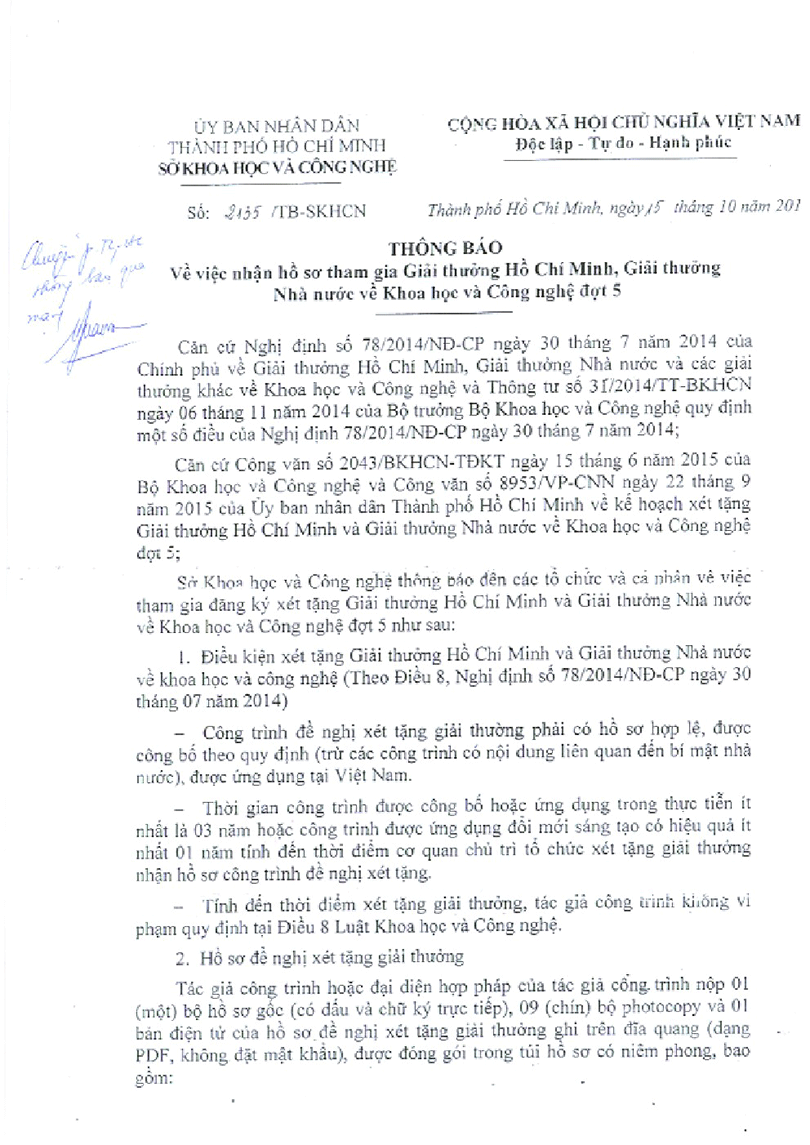 ỦY BAN NHÂN DÂN
THÀNH PHỐ HỒ CHÍ MINH
SỞ KHOA HỌC VÀ CÔNG NGHỆ
CỘNG HÒA XÃ HỘI CHỦ NGHĨA VIỆT NAM
Độc lập - Tự do - Hạnh phúc
Số: 2135 /TB-SKHCN
Thành phố Hồ Chí Minh, ngày 15 tháng 10 năm 201
THÔNG BÁO
Về việc nhận hồ sơ tham gia Giải thưởng Hồ Chí Minh, Giải thưởng
Nhà nước về Khoa học và Công nghệ đợt 5
Căn cứ Nghị định số 78/2014/NĐ-CP ngày 30 tháng 7 năm 2014 của
Chính phủ về Giải thưởng Hồ Chí Minh, Giải thưởng Nhà nước và các giải
thưởng khác về Khoa học và Công nghệ và Thông tư số 31/2014/TT-BKHCN
ngày 06 tháng 11 năm 2014 của Bộ trưởng Bộ Khoa học và Công nghệ quy định
một số điều của Nghị định 78/2014/NĐ-CP ngày 30 tháng 7 năm 2014;
Căn cứ Công văn số 2043/BKHCN-TĐKT ngày 15 tháng 6 năm 2015 của
Bộ Khoa học và Công nghệ và Công văn số 8953/VP-CNN ngày 22 tháng 9
năm 2015 của Ủy ban nhân dân Thành phố Hồ Chí Minh về kế hoạch xét tặng
Giải thưởng Hồ Chí Minh và Giải thưởng Nhà nước về Khoa học và Công nghệ
đợt 5;
Sở Khoa học và Công nghệ thông báo đến các tổ chức và cá nhân về việc
tham gia đăng ký xét tặng Giải thưởng Hồ Chí Minh và Giải thưởng Nhà nước
về Khoa học và Công nghệ đợt 5 như sau:
1. Điều kiện xét tặng Giải thưởng Hồ Chí Minh và Giải thưởng Nhà nước
về khoa học và công nghệ (Theo Điều 8, Nghị định số 78/2014/NĐ-CP ngày 30
tháng 07 năm 2014)
– Công trình đề nghị xét tặng giải thưởng phải có hồ sơ hợp lệ, được
công bố theo quy định (trừ các công trình có nội dung liên quan đến bí mật nhà
nước), được ứng dụng tại Việt Nam.
– Thời gian công trình được công bố hoặc ứng dụng trong thực tiễn ít
nhất là 03 năm hoặc công trình được ứng dụng đổi mới sáng tạo có hiệu quả ít
nhất 01 năm tính đến thời điểm cơ quan chủ trì tổ chức xét tặng giải thưởng
nhận hồ sơ công trình đề nghị xét tặng.
– Tính đến thời điểm xét tặng giải thưởng, tác giả công trình không vi
phạm quy định tại Điều 8 Luật Khoa học và Công nghệ.
2. Hồ sơ đề nghị xét tặng giải thưởng
Tác giả công trình hoặc đại diện hợp pháp của tác giả công trình nộp 01
(một) bộ hồ sơ gốc (có dấu và chữ ký trực tiếp), 09 (chín) bộ photocopy và 01
bản điện tử của hồ sơ đề nghị xét tặng giải thưởng ghi trên đĩa quang (dạng
PDF, không đặt mật khẩu), được đóng gói trong túi hồ sơ có niêm phong, bao
gồm: